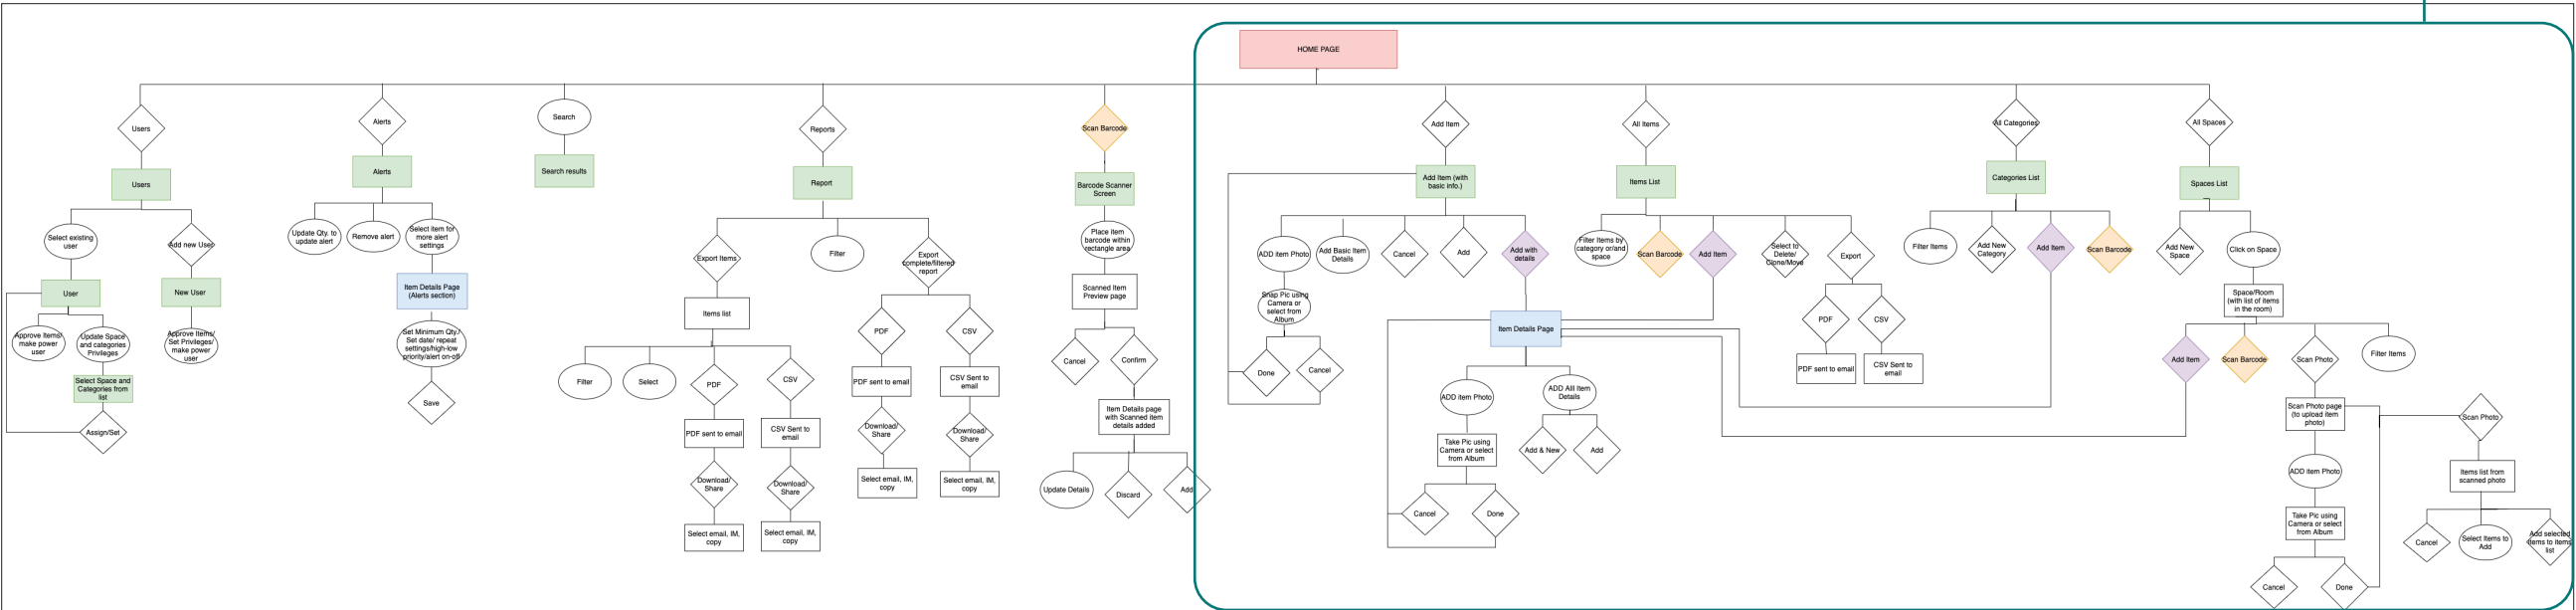 HOME PAGE
Users
Alerts
Search
Reports
Scan Barcode
Add Item
All Items
All Categories
All Spaces
Users
Alerts
Search results
Report
Barcode Scanner
Screen
Add Item (with
basic info.)
Items List
Categories List
Spaces List
Select existing
user
Add new User
Update Qty. to
update alert
Remove alert
Select item for
more alert
settings
Export Items
Filter
Export
complete/filtered
report
Place item
barcode within
rectangle area
ADD item Photo
Add Basic Item
Details
Cancel
Add
Add with
details
Filter Items by
category or/and
space
Scan Barcode
Add Item
Select to
Delete/
Clone/Move
Export
Filter Items
Add New
Category
Add Item
Scan Barcode
Add New
Space
Click on Space
User
New User
Item Details Page
(Alerts section)
Items list
PDF
CSV
Scanned Item
Preview page
Snap Pic using
Camera or
select from
Album
Item Details Page
PDF
CSV
Space/Room
(with list of items
in the room)
Approve Items/
make power
user
Update Space
and categories
Privileges
Approve Items/
Set Privileges/
make power
user
Set Minimum Qty./
Set date/ repeat
settings/high-low
priority/alert on-off
Filter
Select
PDF
CSV
PDF sent to email
CSV Sent to
email
Cancel
Confirm
Done
Cancel
PDF sent to email
CSV Sent to
email
Add Item
Scan Barcode
Scan Photo
Filter Items
Select Space and
Categories from
list
Save
Assign/Set
PDF sent to email
CSV Sent to
email
Download/
Share
Download/
Share
Item Details page
with Scanned item
details added
ADD item Photo
ADD Alll Item
Details
Scan Photo page
(to upload item
photo)
Scan Photo
Download/
Share
Download/
Share
Select email, IM,
copy
Select email, IM,
copy
Update Details
Discard
Add
Take Pic using
Camera or select
from Album
Add & New
Add
ADD item Photo
Items list from
scanned photo
Select email, IM,
copy
Select email, IM,
copy
Cancel
Done
Take Pic using
Camera or select
from Album
Cancel
Select Items to
Add
Add selected
items to items
list
Cancel
Done